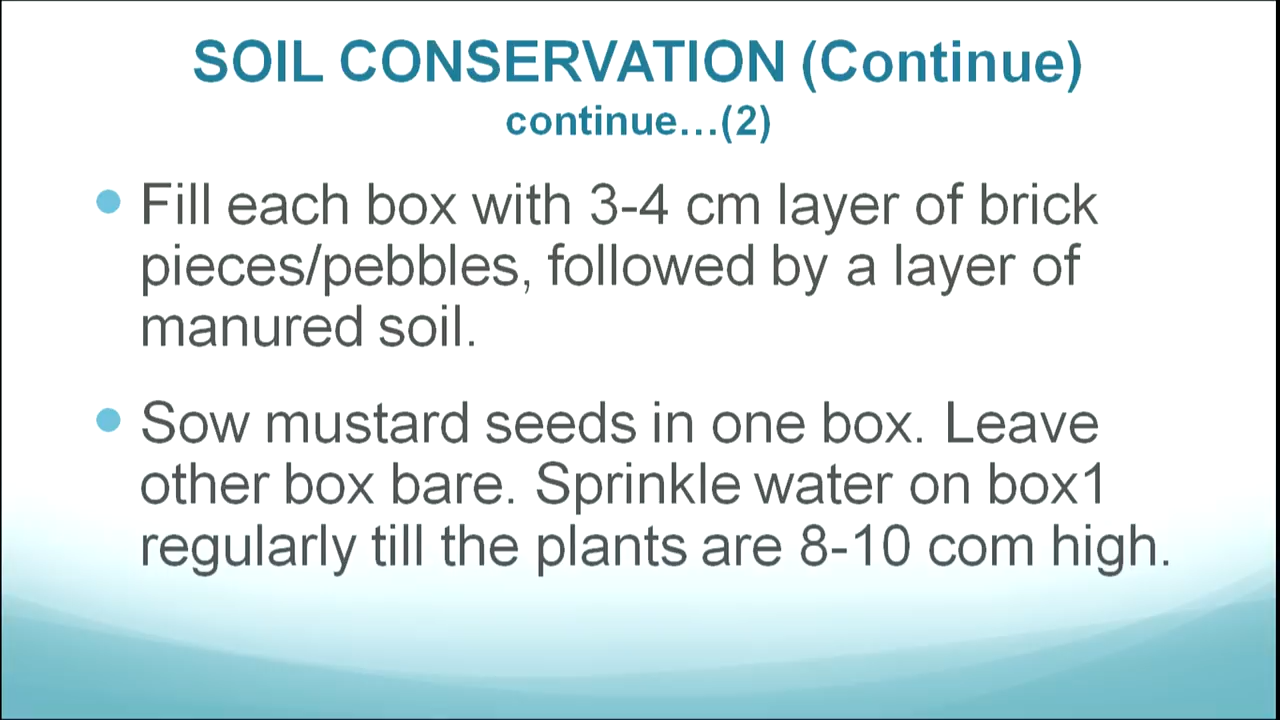 SOIL CONSERVATION (Continue)
continue…(2)
Fill each box with 3-4 cm layer of brick
pieces/pebbles, followed by a layer of
manured soil.
Sow mustard seeds in one box. Leave
other box bare. Sprinkle water on box1
regularly till the plants are 8-10 com high.